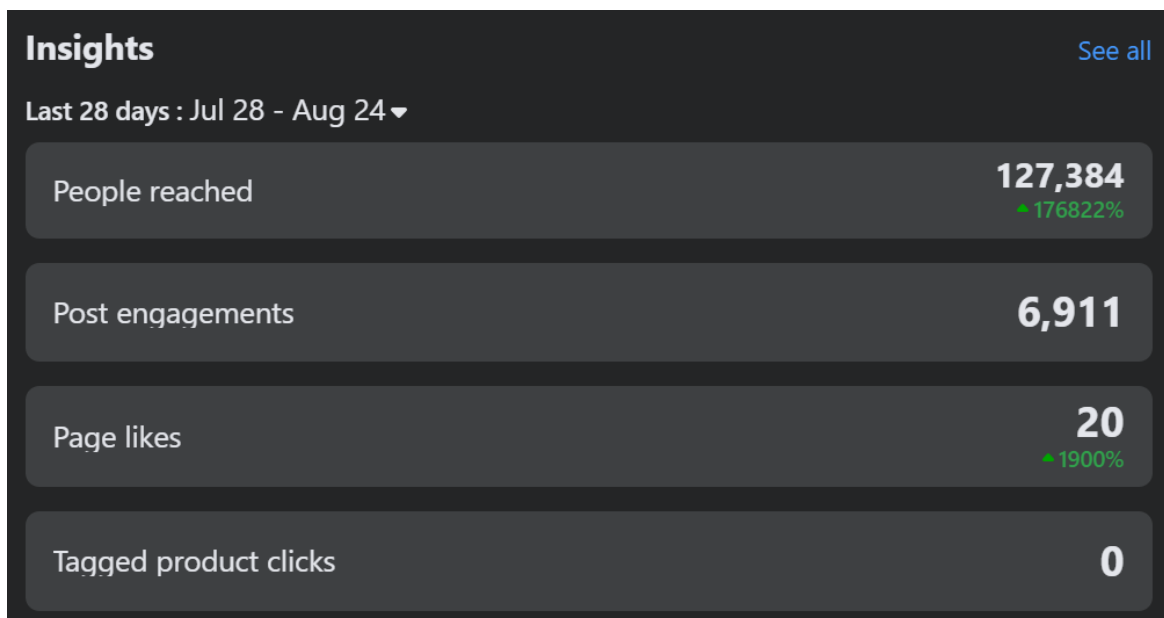 Insights
See all
Last 28 days : Jul 28 - Aug 24
People reached
127,384
176822%
Post engagements
6,911
Page likes
20
1900%
Tagged product clicks
0